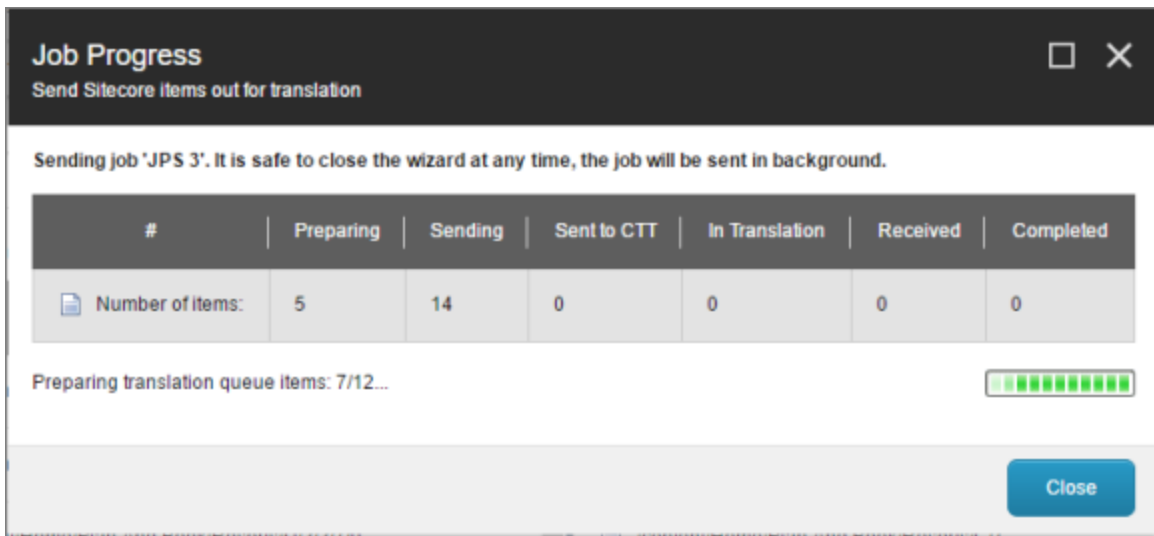 Job Progress
Send Sitecore items out for translation
Sending job 'JPS 3'. It is safe to close the wizard at any time, the job will be sent in background.
# Preparing Sending Sent to CTT In Translation Received Completed
Number of items: 5 14 0 0 0 0
Preparing translation queue items: 7/12...
Close